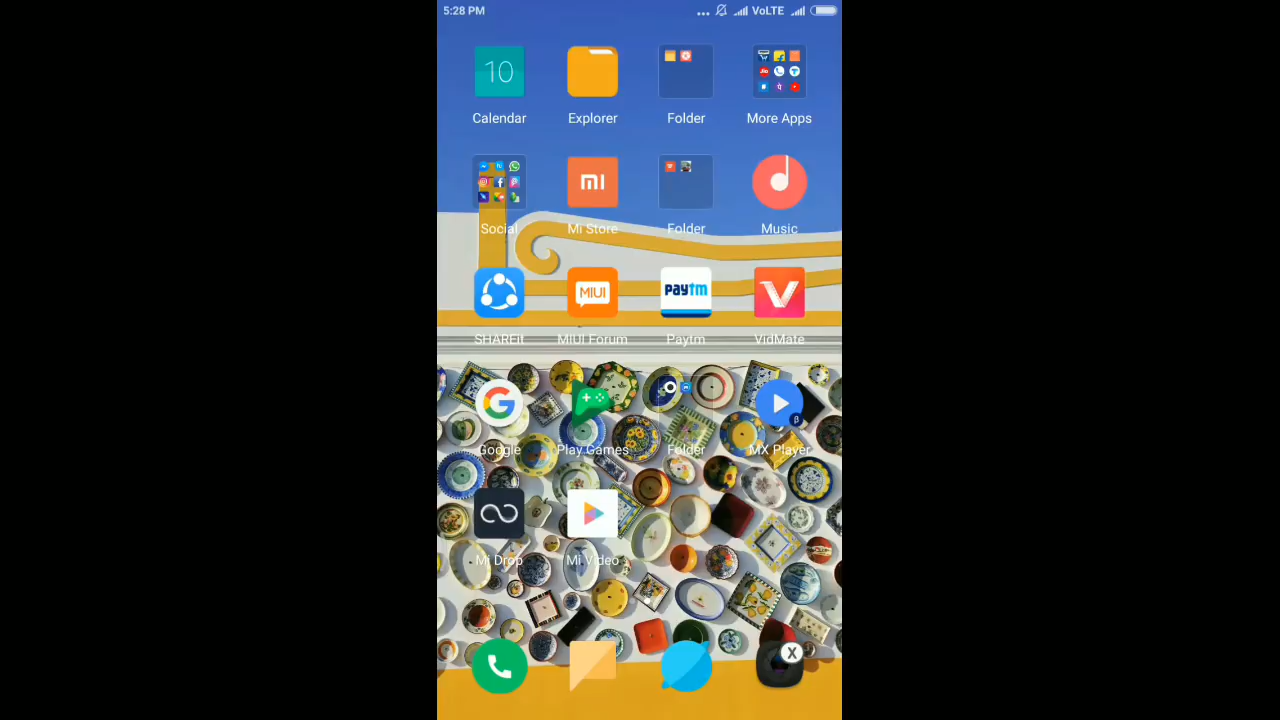 5:28 PM
... VoLTE
10
Calendar
Explorer
Folder
More Apps
mi
Social
Mi Store
Folder
Music
MIUI
paytm
SHAREit
MIUI Forum
Paytm
VidMate
G
β
Google
Play Games
Folder
MX Player
Mi Drop
Mi Video
X